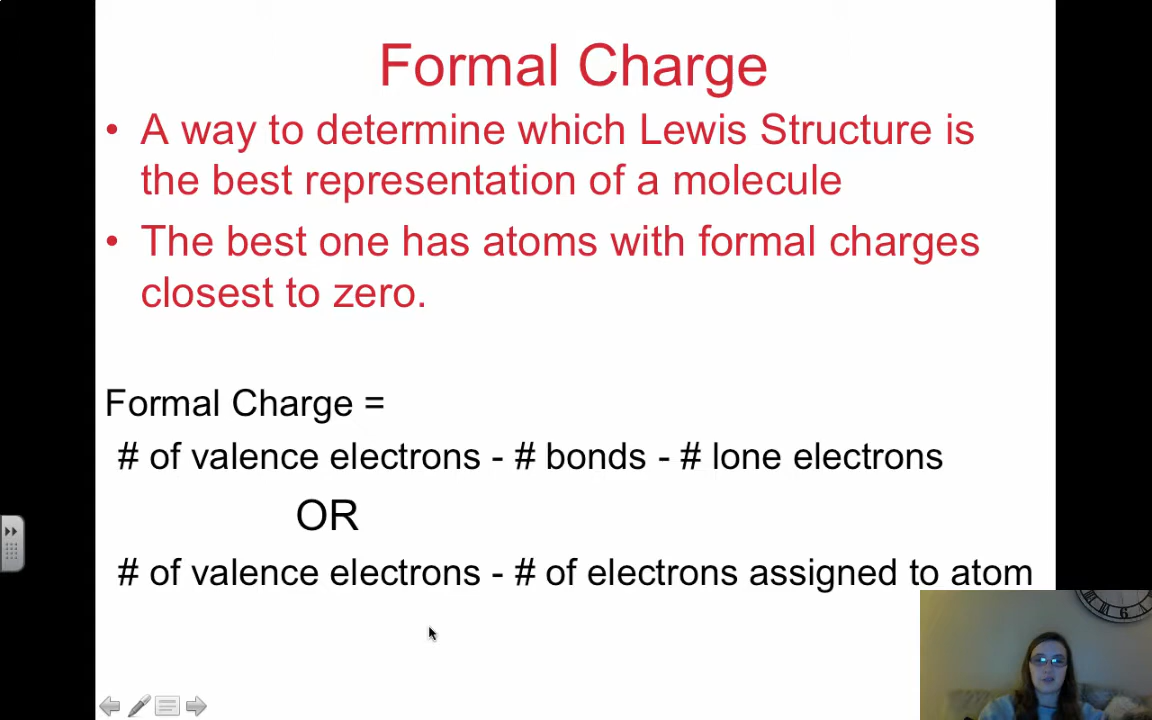 Formal Charge
• A way to determine which Lewis Structure is
the best representation of a molecule
• The best one has atoms with formal charges
closest to zero.
Formal Charge =
# of valence electrons - # bonds - # lone electrons
OR
# of valence electrons - # of electrons assigned to atom